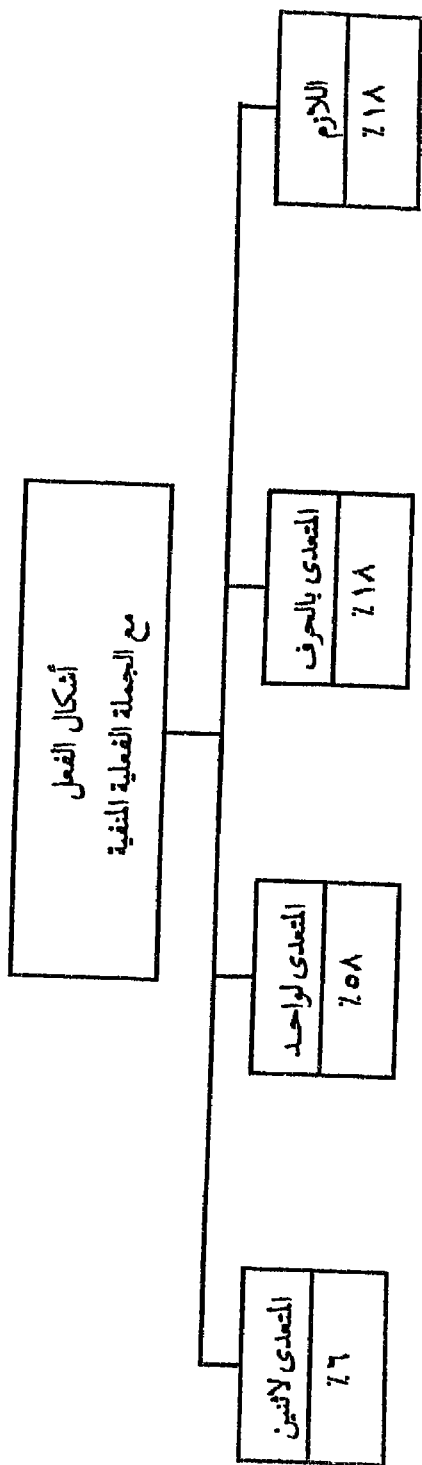 أشكال الفعل
مع الجملة الفعلية المنفية
اللازم
٪١٨
المتعدى بالحرف
٪١٨
المتعدى لواحد
٪٥٨
المتعدى لاثنين
٪٦